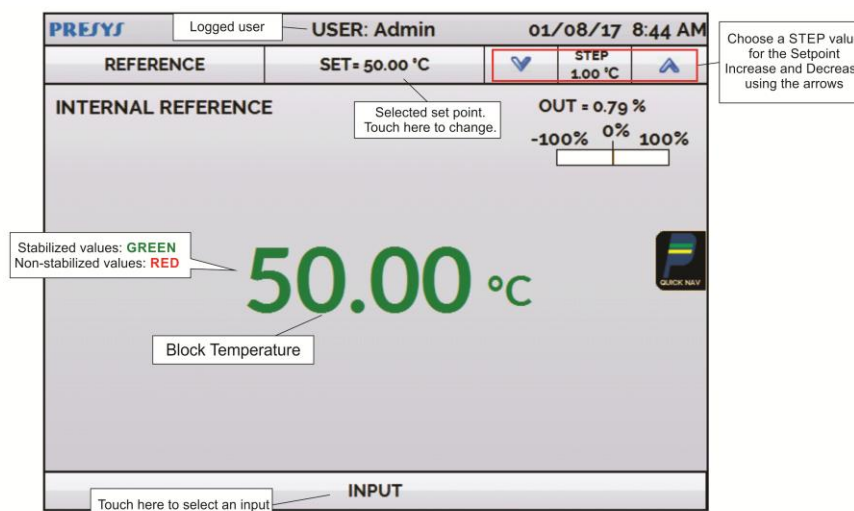 PRESYS
Logged user
USER: Admin
01/08/17 8:44 AM
REFERENCE
SET= 50.00 °C
STEP
1.00 °C
Choose a STEP valu
for the Setpoint
Increase and Decreas
using the arrows
INTERNAL REFERENCE
Selected set point.
Touch here to change.
OUT = 0.79 %
-100% 0% 100%
Stabilized values: GREEN
Non-stabilized values: RED
50.00 °C
QUICK NAV
Block Temperature
INPUT
Touch here to select an input